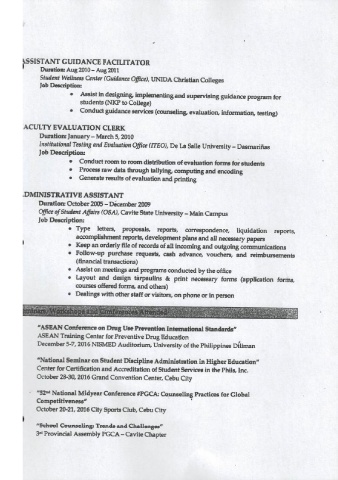 ASSISTANT GUIDANCE FACILITATOR
Duration: Aug 2010 – Aug 2011
Student Wellness Center (Guidance Office), UNIDA Christian Colleges
Job Description:
• Assist in designing, implementing and supervising guidance program for
students (NKP to College)
• Conduct guidance services (counseling, evaluation, information, testing)
ACULTY EVALUATION CLERK
Duration: January – March 5, 2010
Institutional Testing and Evaluation Office (ITEO), De La Salle University – Dasmariñas
Job Description:
• Conduct room to room distribution of evaluation forms for students
• Process raw data through tallying, computing and encoding
• Generate results of evaluation and printing
DMINISTRATIVE ASSISTANT
Duration: October 2005 – December 2009
Office of Student Affairs (OSA), Cavite State University – Main Campus
Job Description:
• Type letters, proposals, reports, correspondence, liquidation reports,
accomplishment reports, development plans and all necessary papers
• Keep an orderly file of records of all incoming and outgoing communications
• Follow-up purchase requests, cash advance, vouchers, and reimbursements
(financial transactions)
• Assist on meetings and programs conducted by the office
• Layout and design tarpaulins & print necessary forms (application forms,
courses offered forms, and others)
• Dealings with other staff or visitors, on phone or in person
Workshops and Conferences Attended
"ASEAN Conference on Drug Use Prevention International Standards"
ASEAN Training Center for Preventive Drug Education
December 5-7, 2016 NISMED Auditorium, University of the Philippines Diliman
"National Seminar on Student Discipline Administration in Higher Education"
Center for Certification and Accreditation of Student Services in the Phils, Inc.
October 28-30, 2016 Grand Convention Center, Cebu City
"52nd National Midyear Conference #PGCA: Counseling Practices for Global
Competitiveness"
October 20-21, 2016 City Sports Club, Cebu City
"School Counseling: Trends and Challenges"
3rd Provincial Assembly PGCA – Cavite Chapter